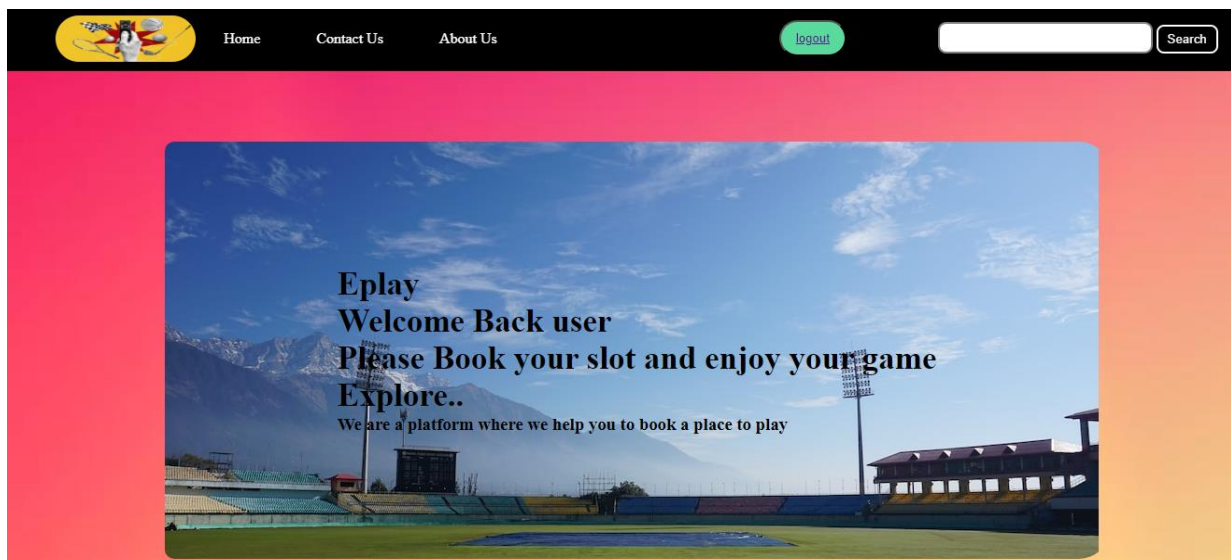 Home Contact Us About Us logout Search
Eplay
Welcome Back user
Please Book your slot and enjoy your game
Explore..
We are a platform where we help you to book a place to play